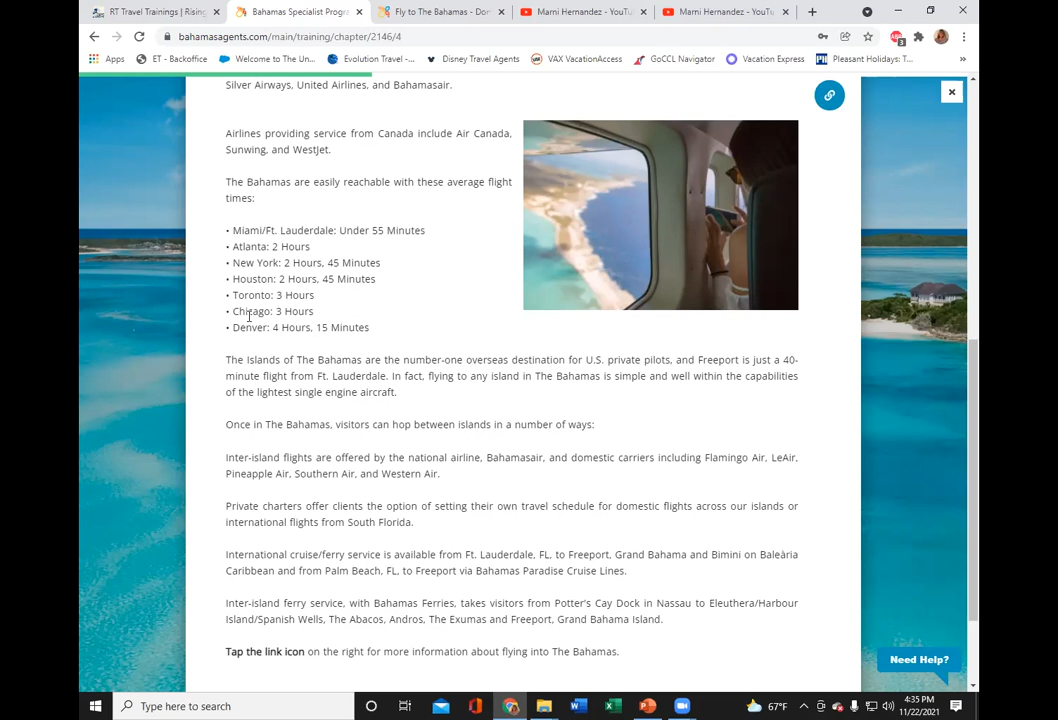 RT Travel Trainings | Rising
Bahamas Specialist Progra
Fly to The Bahamas - Dom
Marni Hernandez - YouTu
Marni Hernandez - YouTu
bahamasagents.com/main/training/chapter/2146/4
Apps
ET - Backoffice
Welcome to The Un...
Evolution Travel -...
Disney Travel Agents
VAX VacationAccess
GoCCL Navigator
Vacation Express
Pleasant Holidays: T...
Silver Airways, United Airlines, and Bahamasair.
Airlines providing service from Canada include Air Canada,
Sunwing, and WestJet.
The Bahamas are easily reachable with these average flight
times:
• Miami/Ft. Lauderdale: Under 55 Minutes
• Atlanta: 2 Hours
• New York: 2 Hours, 45 Minutes
• Houston: 2 Hours, 45 Minutes
• Toronto: 3 Hours
• Chicago: 3 Hours
• Denver: 4 Hours, 15 Minutes
The Islands of The Bahamas are the number-one overseas destination for U.S. private pilots, and Freeport is just a 40-
minute flight from Ft. Lauderdale. In fact, flying to any island in The Bahamas is simple and well within the capabilities
of the lightest single engine aircraft.
Once in The Bahamas, visitors can hop between islands in a number of ways:
Inter-island flights are offered by the national airline, Bahamasair, and domestic carriers including Flamingo Air, LeAir,
Pineapple Air, Southern Air, and Western Air.
Private charters offer clients the option of setting their own travel schedule for domestic flights across our islands or
international flights from South Florida.
International cruise/ferry service is available from Ft. Lauderdale, FL, to Freeport, Grand Bahama and Bimini on Baleària
Caribbean and from Palm Beach, FL, to Freeport via Bahamas Paradise Cruise Lines.
Inter-island ferry service, with Bahamas Ferries, takes visitors from Potter's Cay Dock in Nassau to Eleuthera/Harbour
Island/Spanish Wells, The Abacos, Andros, The Exumas and Freeport, Grand Bahama Island.
Tap the link icon on the right for more information about flying into The Bahamas.
Need Help?
Type here to search
67°F
4:35 PM
11/22/2021